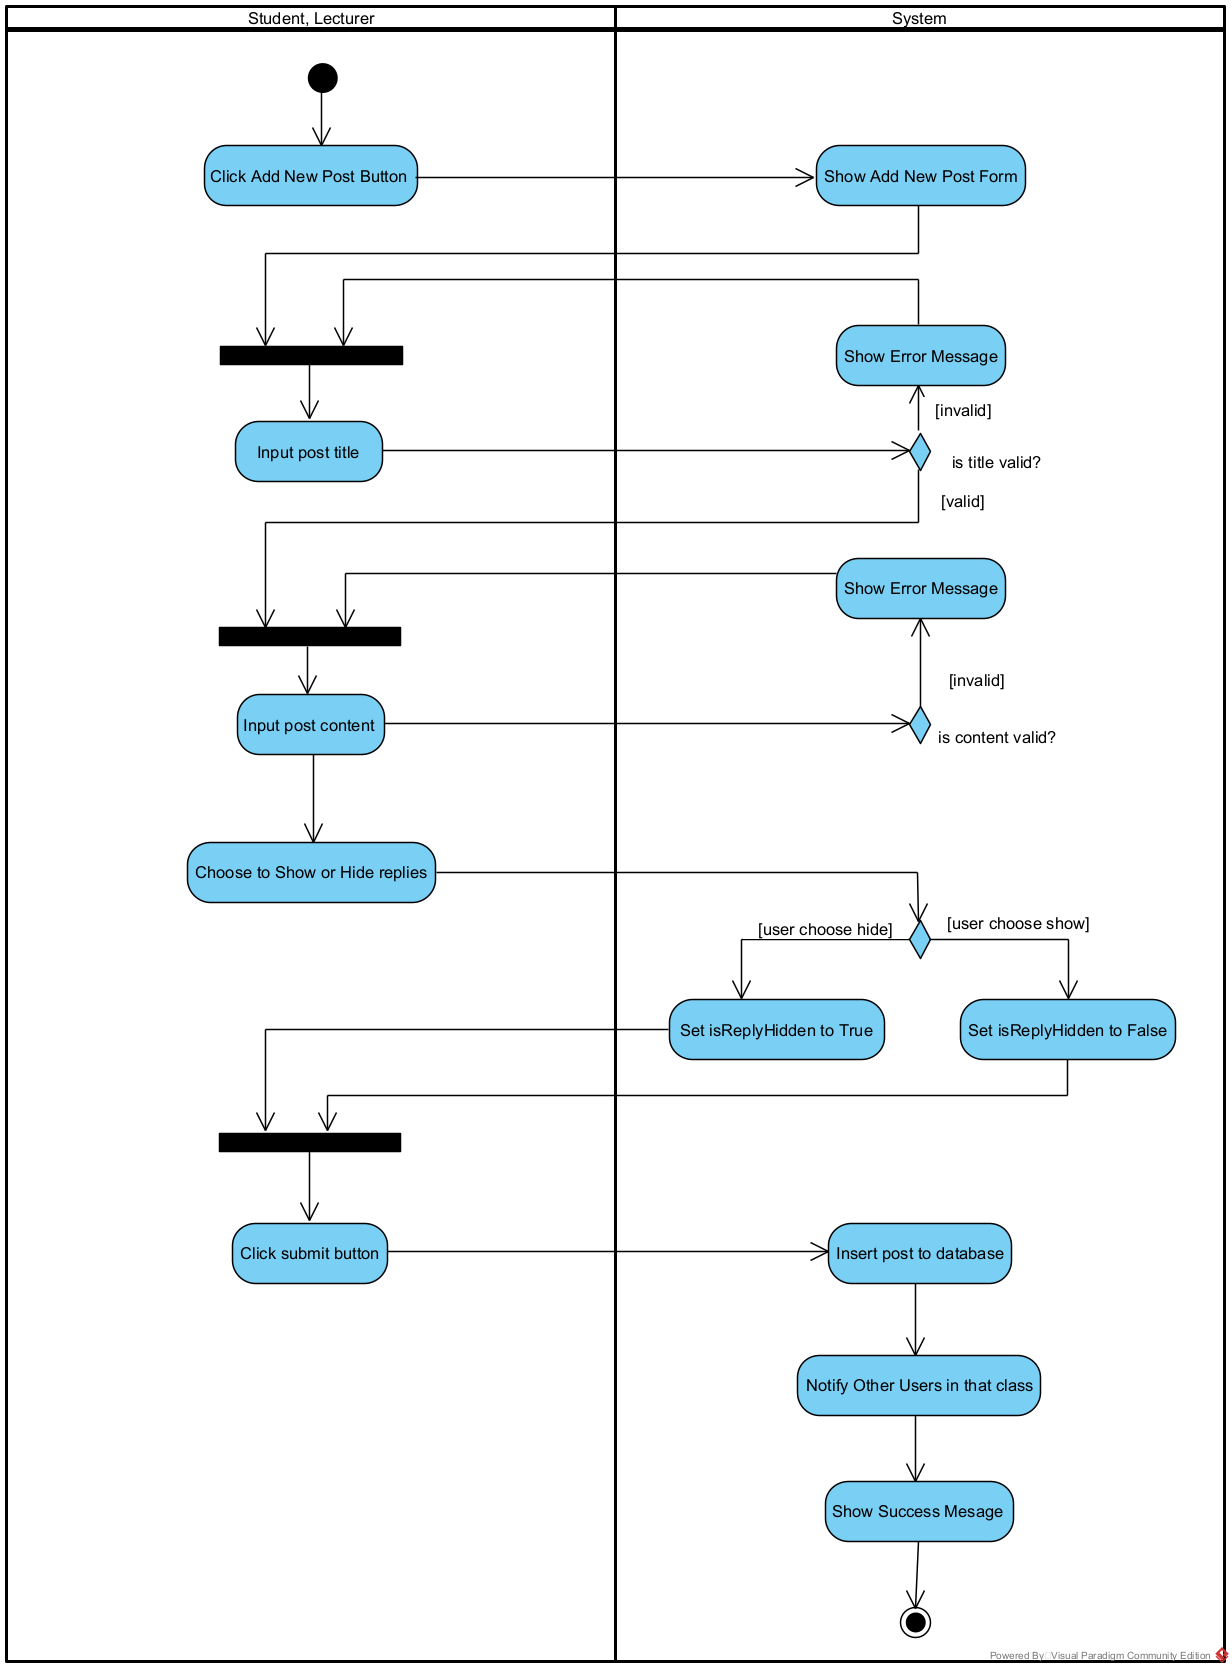 Student, Lecturer
System
Click Add New Post Button
Show Add New Post Form
Show Error Message
[invalid]
Input post title
is title valid?
[valid]
Show Error Message
[invalid]
Input post content
is content valid?
Choose to Show or Hide replies
[user choose hide]
[user choose show]
Set isReplyHidden to True
Set isReplyHidden to False
Click submit button
Insert post to database
Notify Other Users in that class
Show Success Mesage
Powered By Visual Paradigm Community Edition